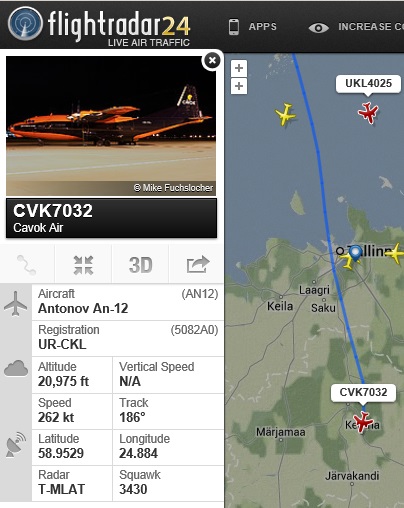 flightradar24
LIVE AIR TRAFFIC
APPS
INCREASE
© Mike Fuchslocher
CVK7032
Cavok Air
3D
Aircraft (AN12)
Antonov An-12
Registration (5082A0)
UR-CKL
Altitude Vertical Speed
20,975 ft N/A
Speed Track
262 kt 186°
Latitude Longitude
58.9529 24.884
Radar Squawk
T-MLAT 3430
UKL4025
Tallinn
Laagri
Keila
Saku
CVK7032
Märjamaa
Järvakandi